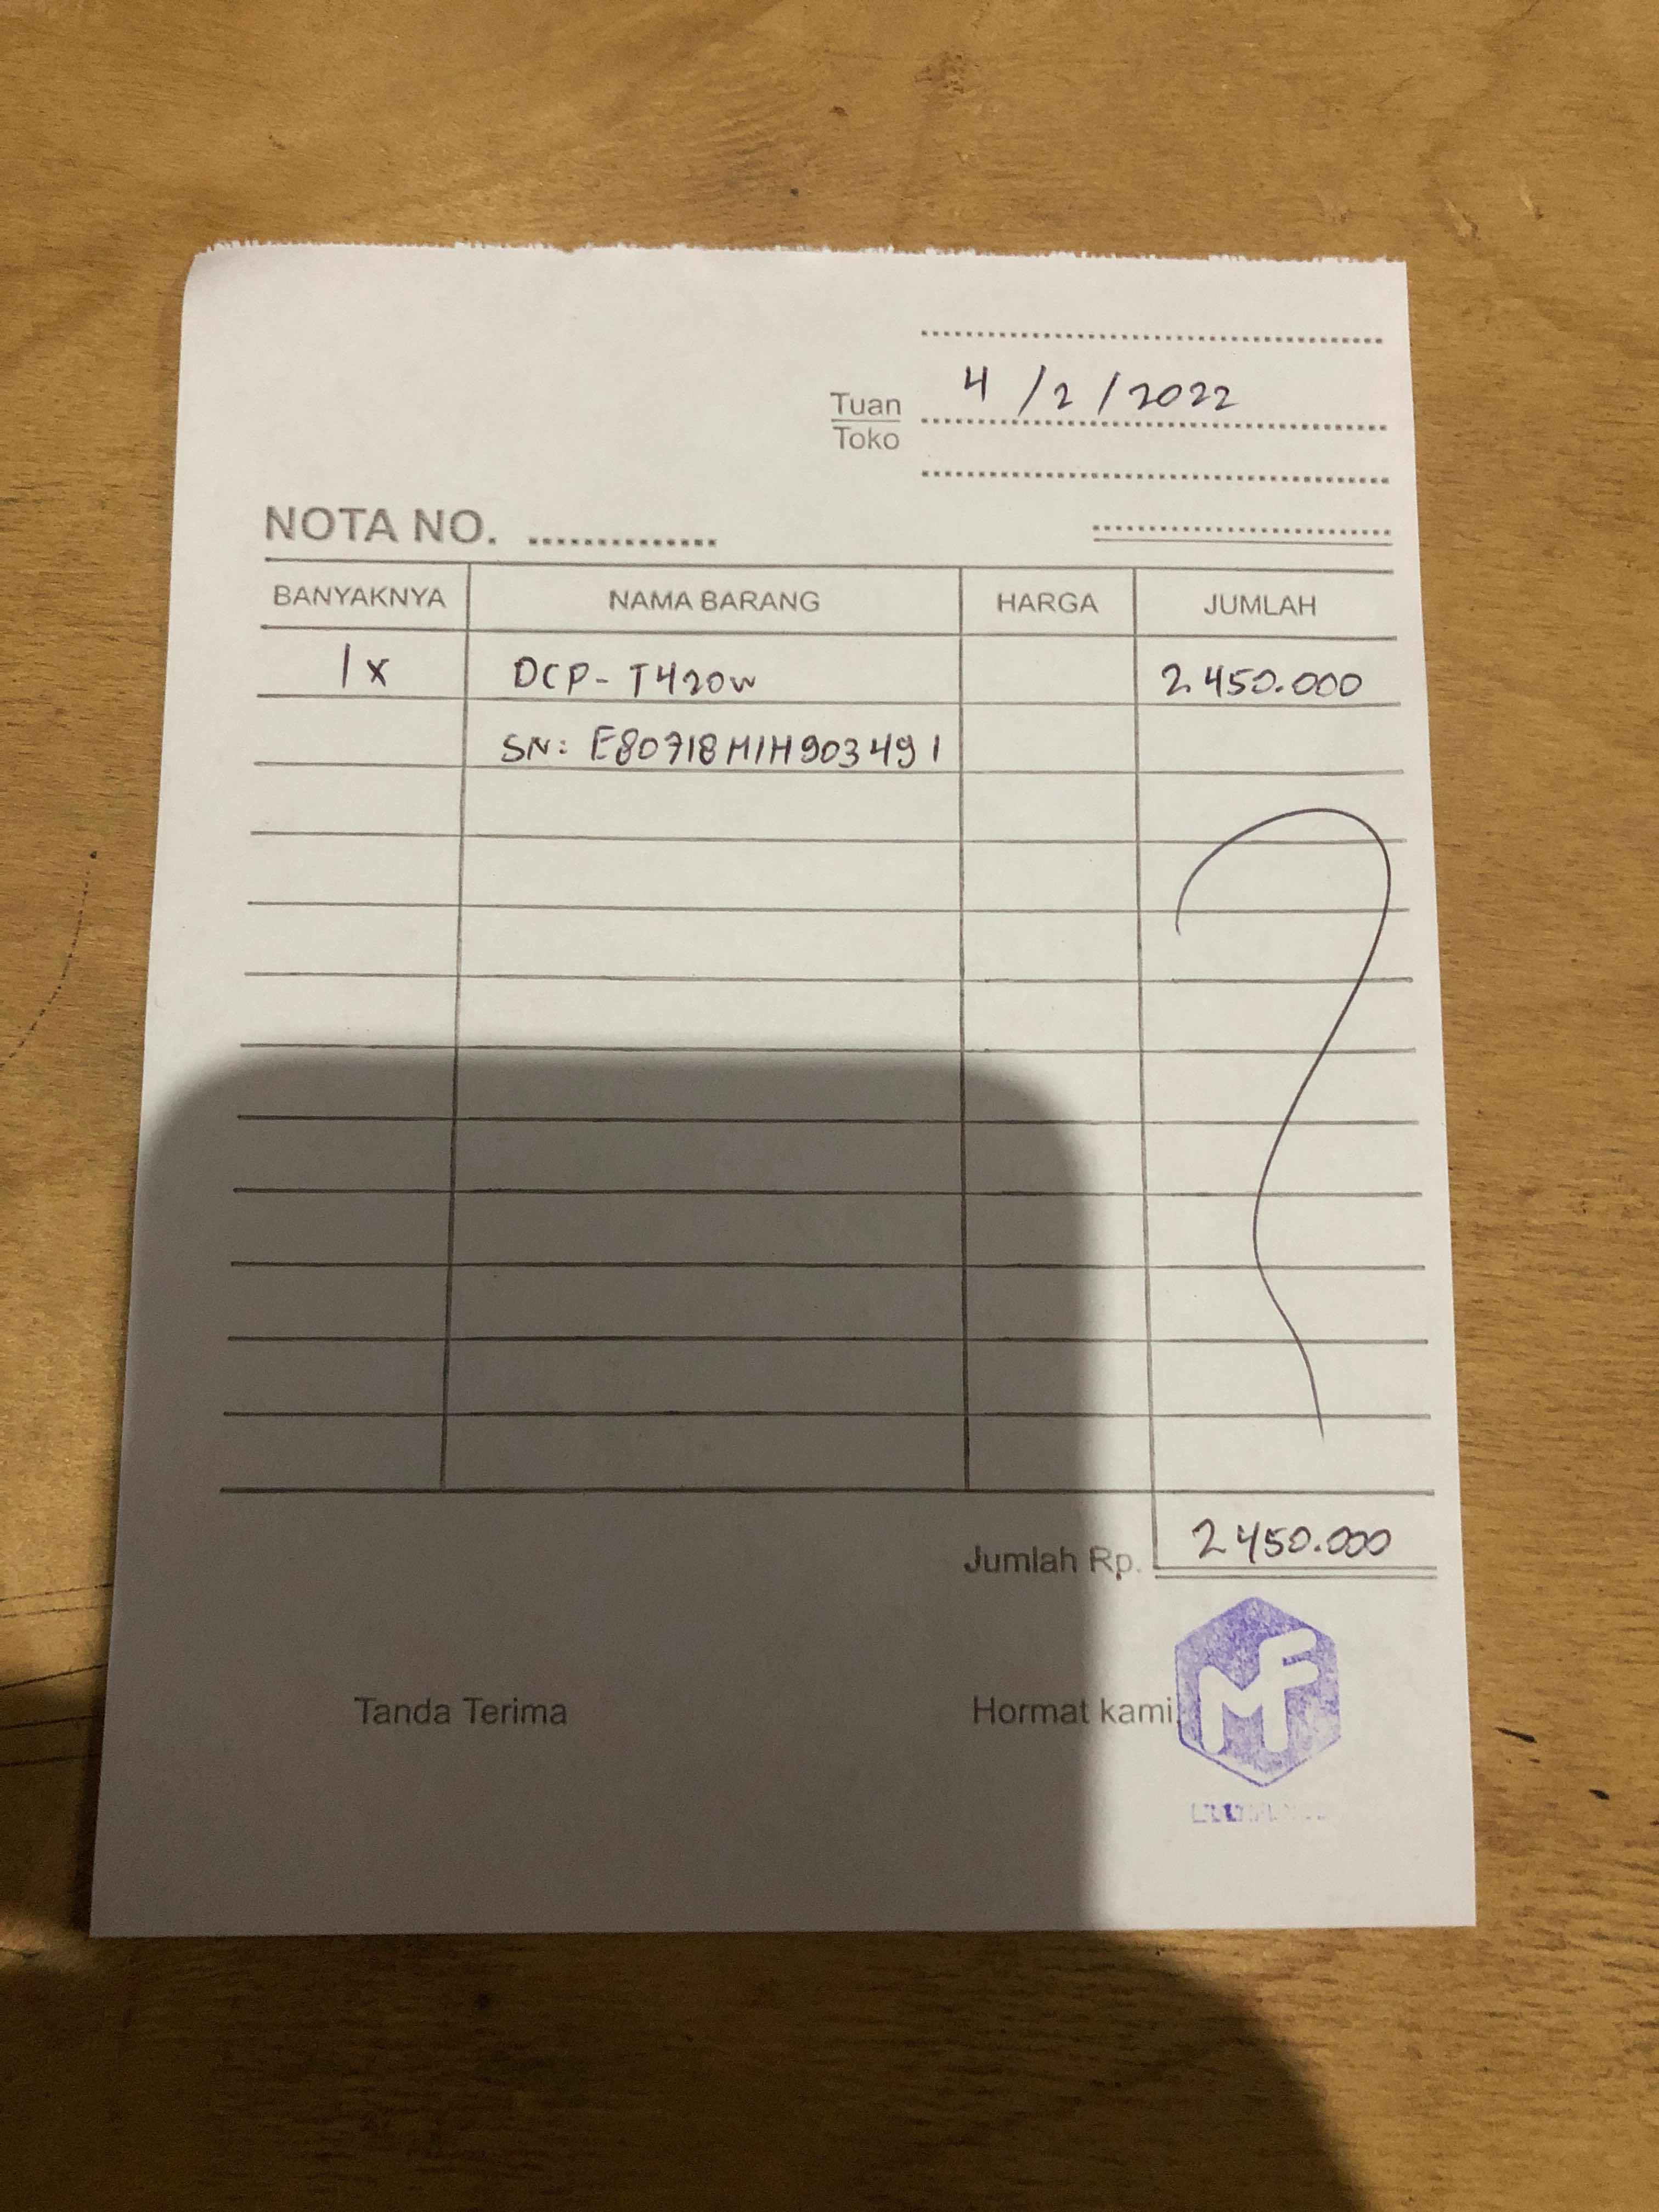 4/2/2022
Tuan
Toko
NOTA NO.
BANYAKNYA NAMA BARANG HARGA JUMLAH
1x DCP-T420W 2.450.000
SN: E80718M1H903491
Jumlah Rp. 2.450.000
Tanda Terima Hormat kami,
MF